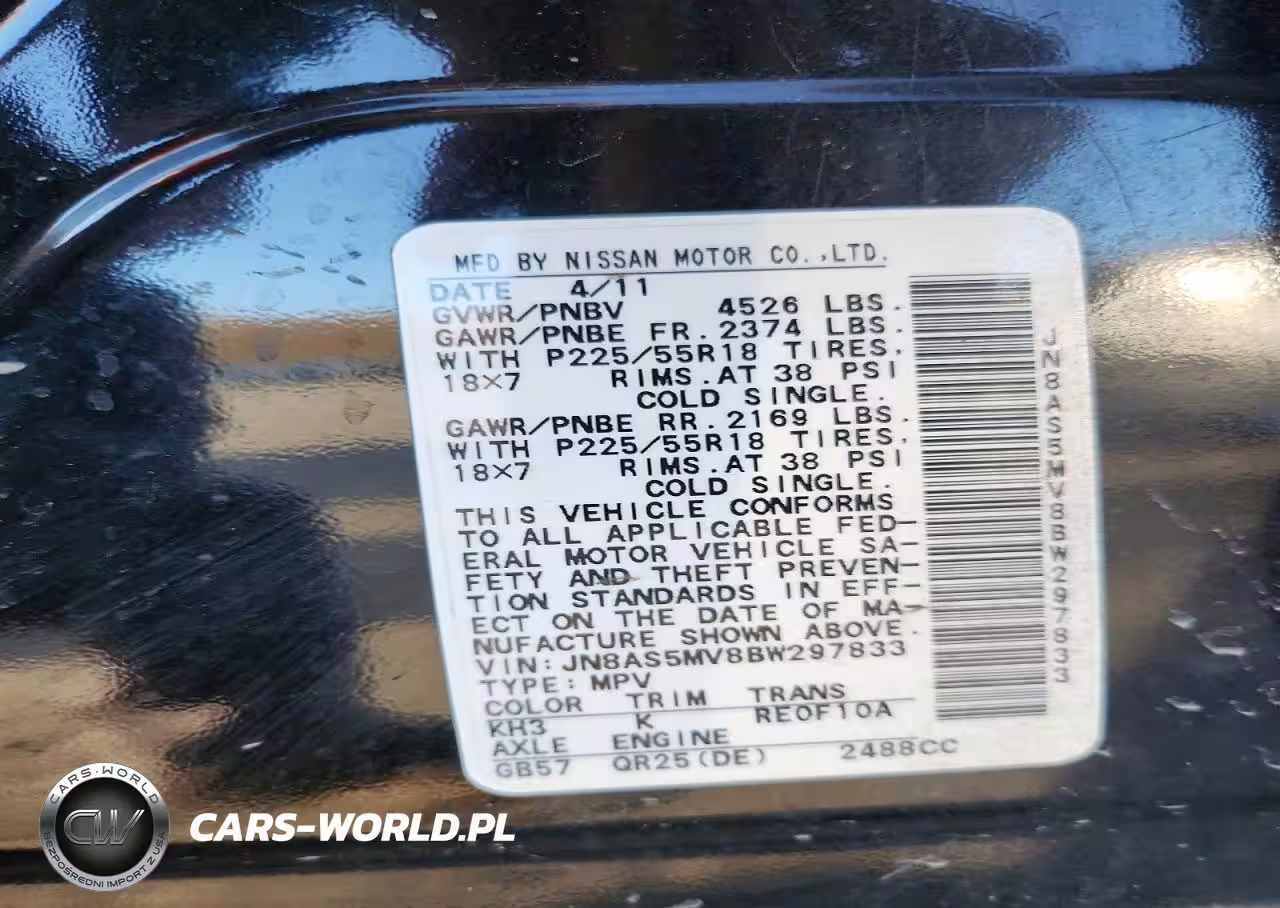 MFD BY NISSAN MOTOR CO.,LTD.
DATE 4/11
GVWR/PNBV 4526 LBS.
GAWR/PNBE FR.2374 LBS.
WITH P225/55R18 TIRES,
18×7 RIMS.AT 38 PSI
COLD SINGLE.
GAWR/PNBE RR.2169 LBS.
WITH P225/55R18 TIRES,
18×7 RIMS.AT 38 PSI
COLD SINGLE.
THIS VEHICLE CONFORMS
TO ALL APPLICABLE FED-
ERAL MOTOR VEHICLE SA-
FETY AND THEFT PREVEN-
TION STANDARDS IN EFF-
ECT ON THE DATE OF MA-
NUFACTURE SHOWN ABOVE.
VIN:JN8AS5MV8BW297833
TYPE:MPV
COLOR TRIM TRANS
KH3 K RE0F10A
AXLE ENGINE
GB57 QR25(DE) 2488CC
JN8AS5MV8BW297833
CARS-WORLD
CW
BEZPOŚREDNI IMPORT Z USA
CARS-WORLD.PL